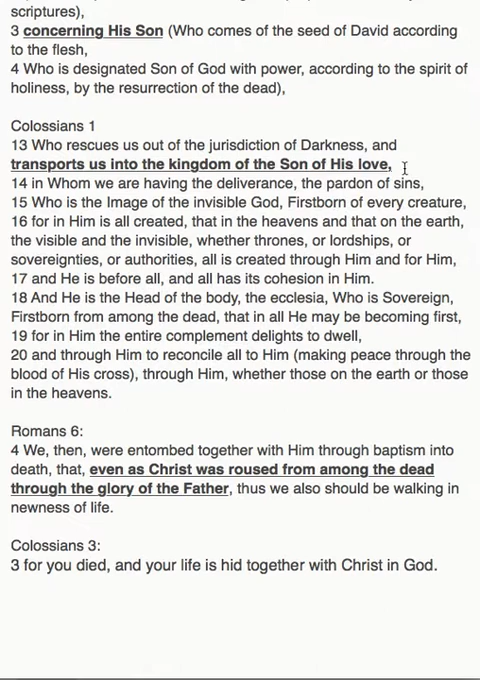 scriptures),
3 concerning His Son (Who comes of the seed of David according
to the flesh,
4 Who is designated Son of God with power, according to the spirit of
holiness, by the resurrection of the dead),
Colossians 1
13 Who rescues us out of the jurisdiction of Darkness, and
transports us into the kingdom of the Son of His love,
14 in Whom we are having the deliverance, the pardon of sins,
15 Who is the Image of the invisible God, Firstborn of every creature,
16 for in Him is all created, that in the heavens and that on the earth,
the visible and the invisible, whether thrones, or lordships, or
sovereignties, or authorities, all is created through Him and for Him,
17 and He is before all, and all has its cohesion in Him.
18 And He is the Head of the body, the ecclesia, Who is Sovereign,
Firstborn from among the dead, that in all He may be becoming first,
19 for in Him the entire complement delights to dwell,
20 and through Him to reconcile all to Him (making peace through the
blood of His cross), through Him, whether those on the earth or those
in the heavens.
Romans 6:
4 We, then, were entombed together with Him through baptism into
death, that, even as Christ was roused from among the dead
through the glory of the Father, thus we also should be walking in
newness of life.
Colossians 3:
3 for you died, and your life is hid together with Christ in God.